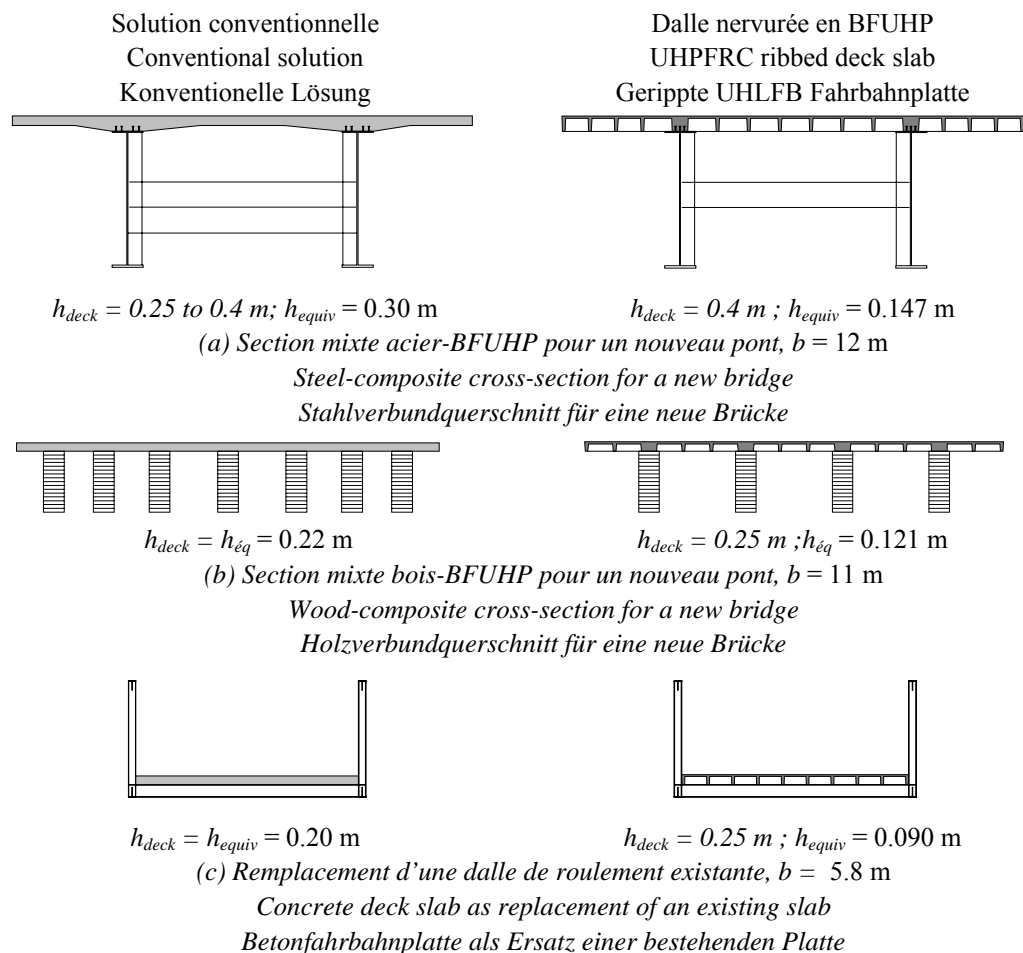 Solution conventionnelle
Conventional solution
Konventionelle Lösung
Dalle nervurée en BFUHP
UHPFRC ribbed deck slab
Gerippte UHLFB Fahrbahnplatte
h_deck = 0.25 to 0.4 m; h_equiv = 0.30 m
h_deck = 0.4 m ; h_equiv = 0.147 m
(a) Section mixte acier-BFUHP pour un nouveau pont, b = 12 m
Steel-composite cross-section for a new bridge
Stahlverbundquerschnitt für eine neue Brücke
h_deck = h_éq = 0.22 m
h_deck = 0.25 m ;h_éq = 0.121 m
(b) Section mixte bois-BFUHP pour un nouveau pont, b = 11 m
Wood-composite cross-section for a new bridge
Holzverbundquerschnitt für eine neue Brücke
h_deck = h_equiv = 0.20 m
h_deck = 0.25 m ; h_equiv = 0.090 m
(c) Remplacement d'une dalle de roulement existante, b = 5.8 m
Concrete deck slab as replacement of an existing slab
Betonfahrbahnplatte als Ersatz einer bestehenden Platte